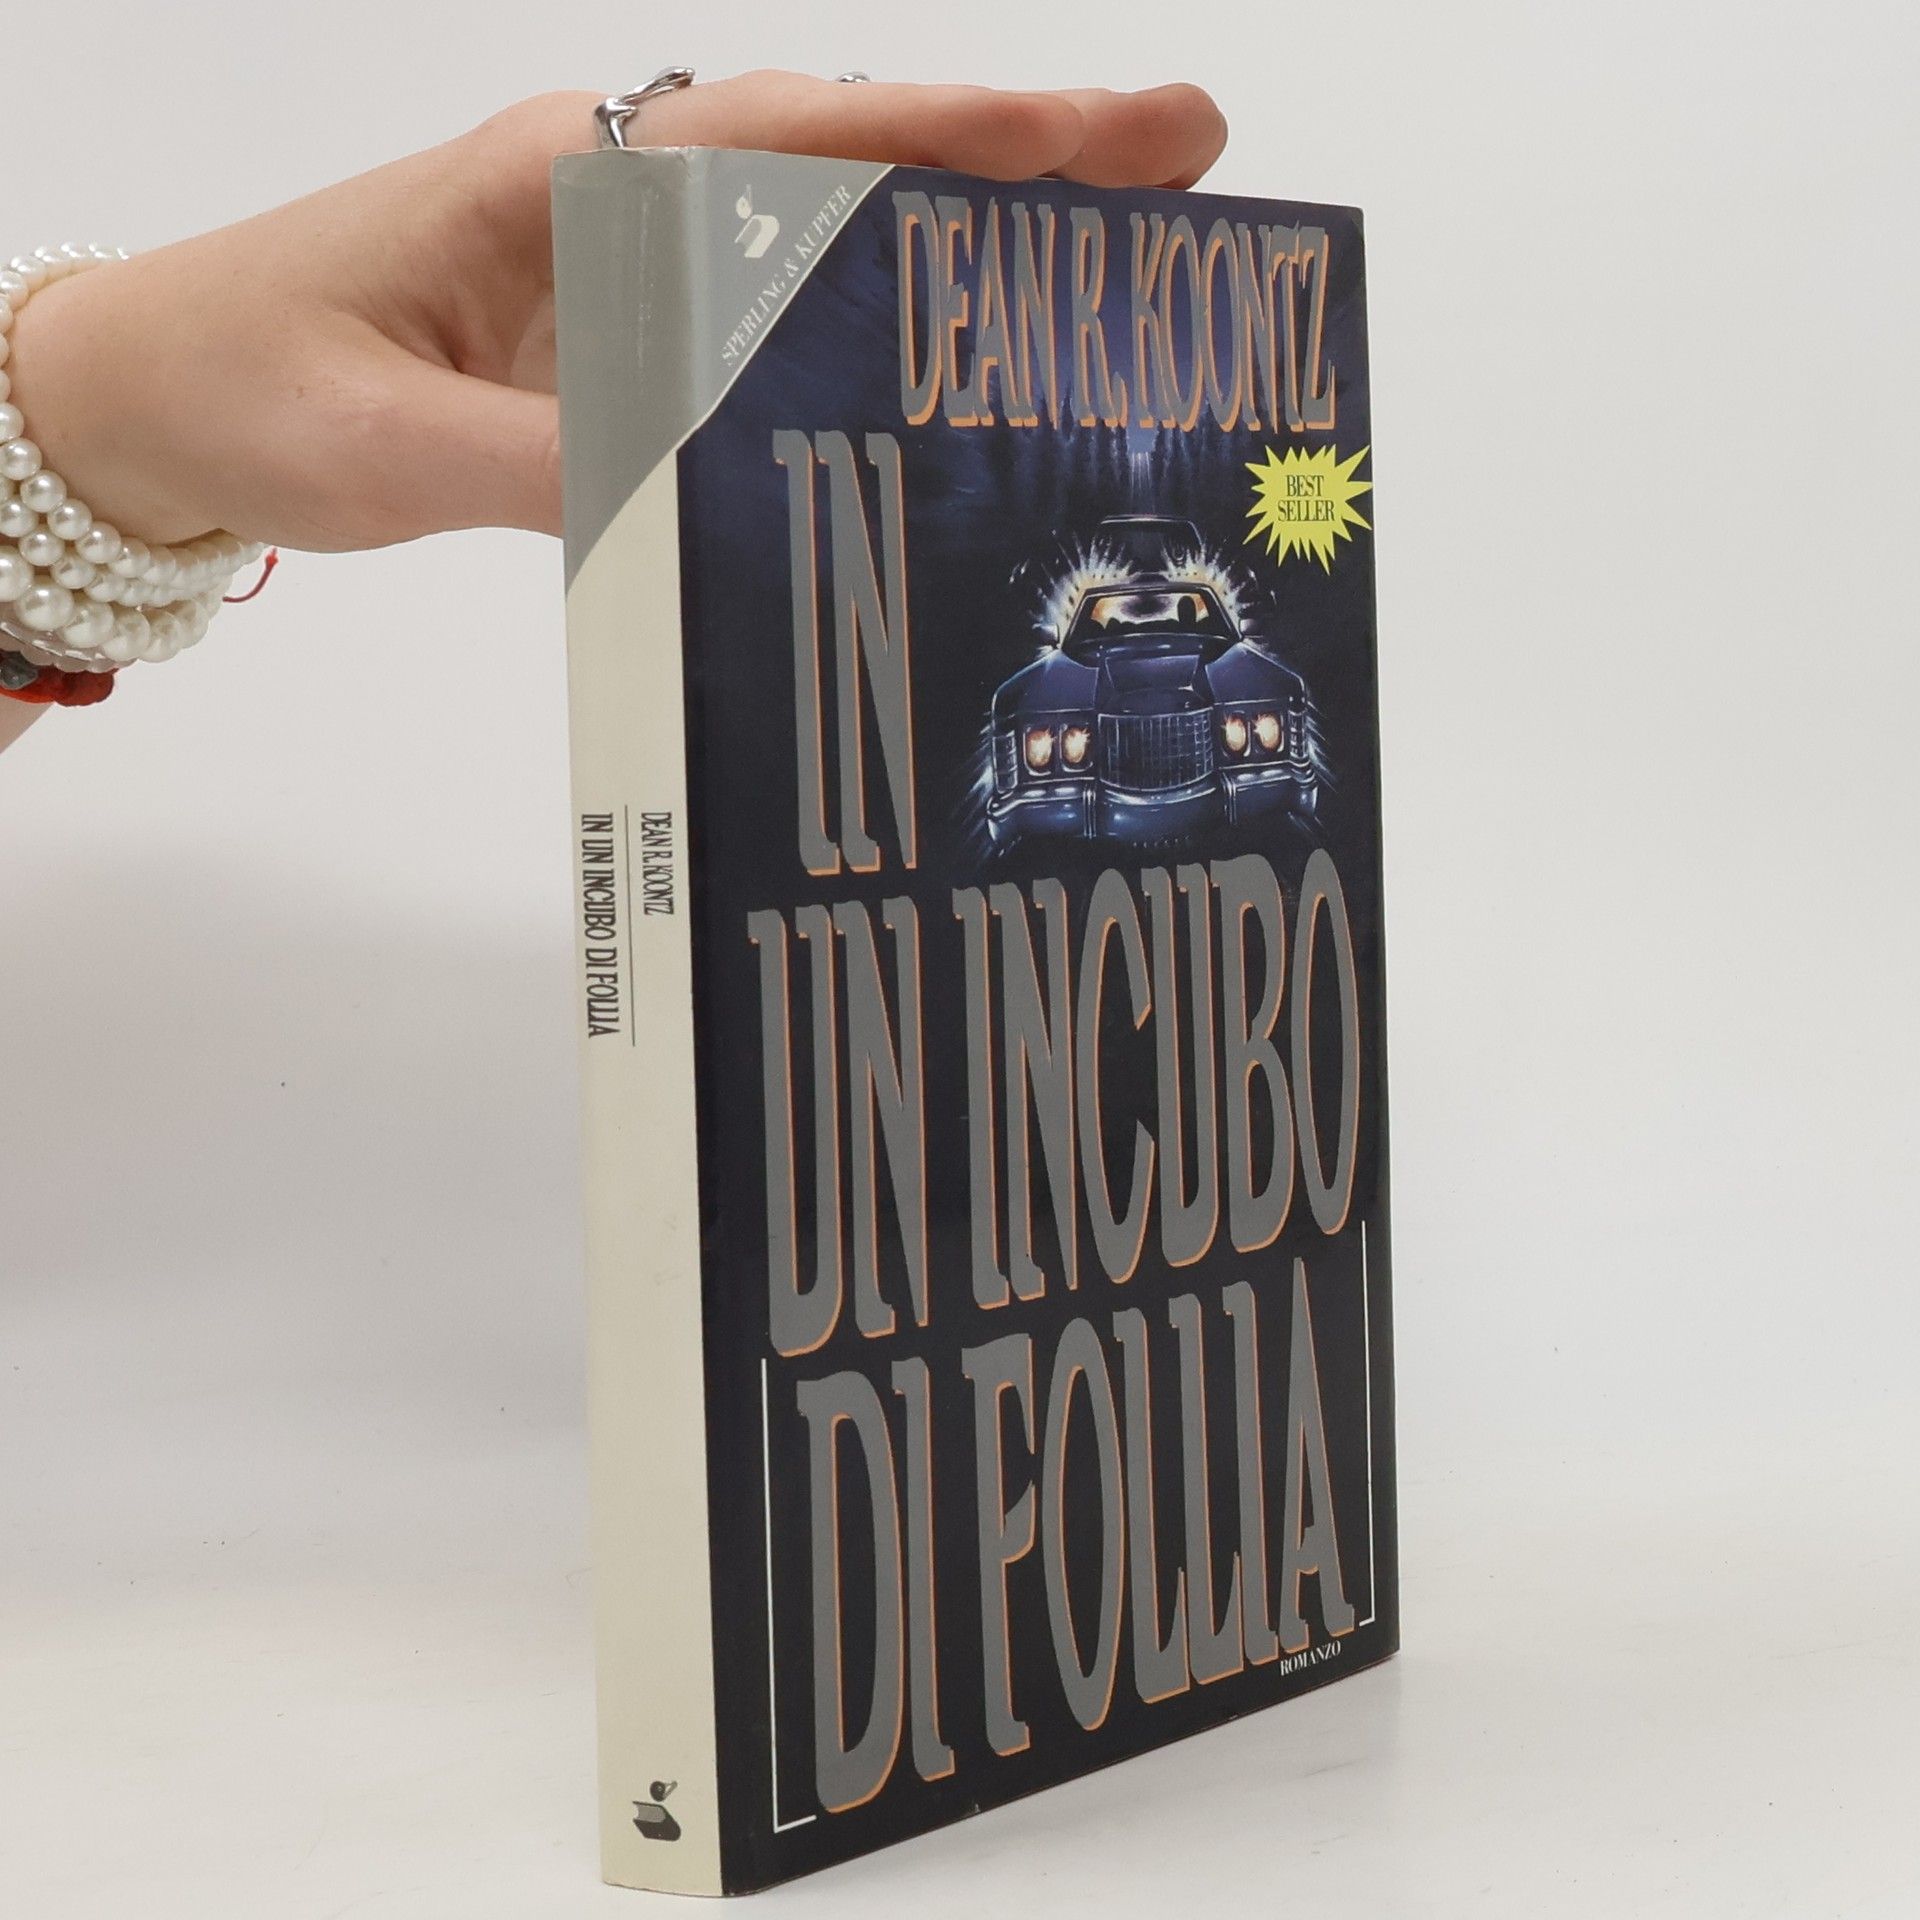 SPERLING & KUPFER
DEAN R. KOONTZ
BEST
SELLER
IN
UN INCUBO
DI FOLLIA
ROMANZO
DEAN R. KOONTZ
IN UN INCUBO DI FOLLIA